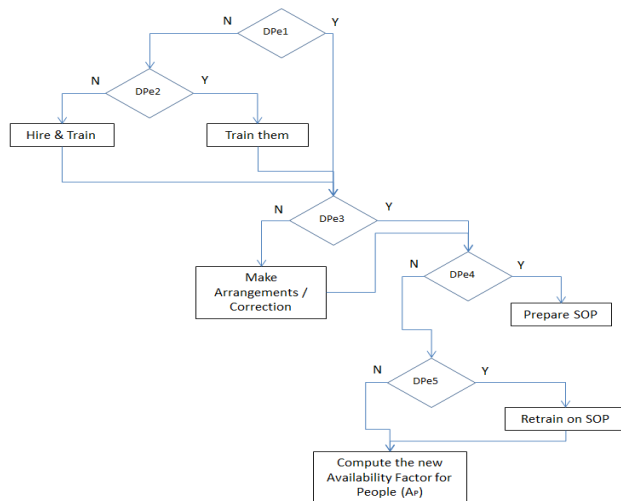 N
DPe1
Y
N
DPe2
Y
Hire & Train
Train them
N
DPe3
Y
Make
Arrangements /
Correction
N
DPe4
Y
Prepare SOP
N
DPe5
Y
Retrain on SOP
Compute the new
Availability Factor for
People (AP)